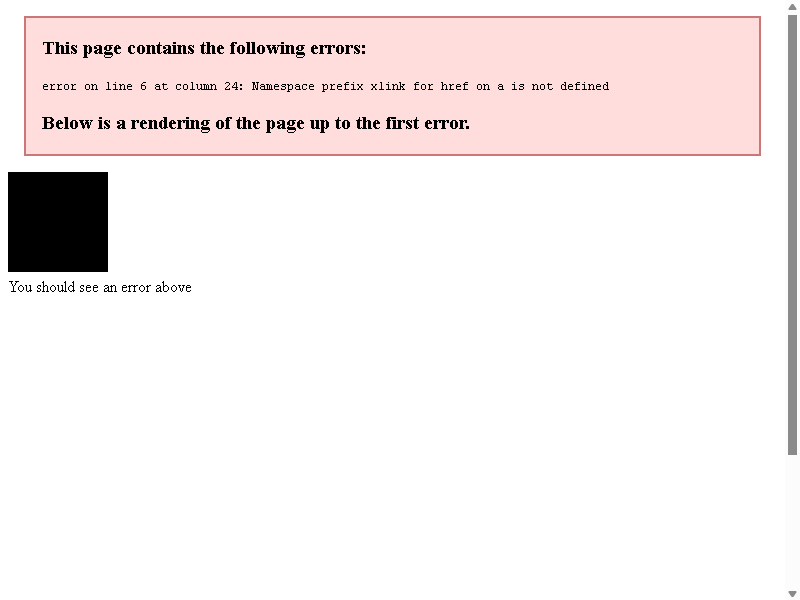 This page contains the following errors:
error on line 6 at column 24: Namespace prefix xlink for href on a is not defined
Below is a rendering of the page up to the first error.
You should see an error above